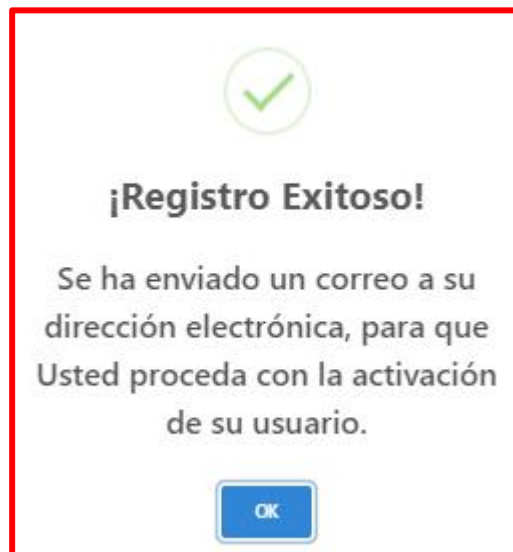 ¡Registro Exitoso!
Se ha enviado un correo a su
dirección electrónica, para que
Usted proceda con la activación
de su usuario.
OK